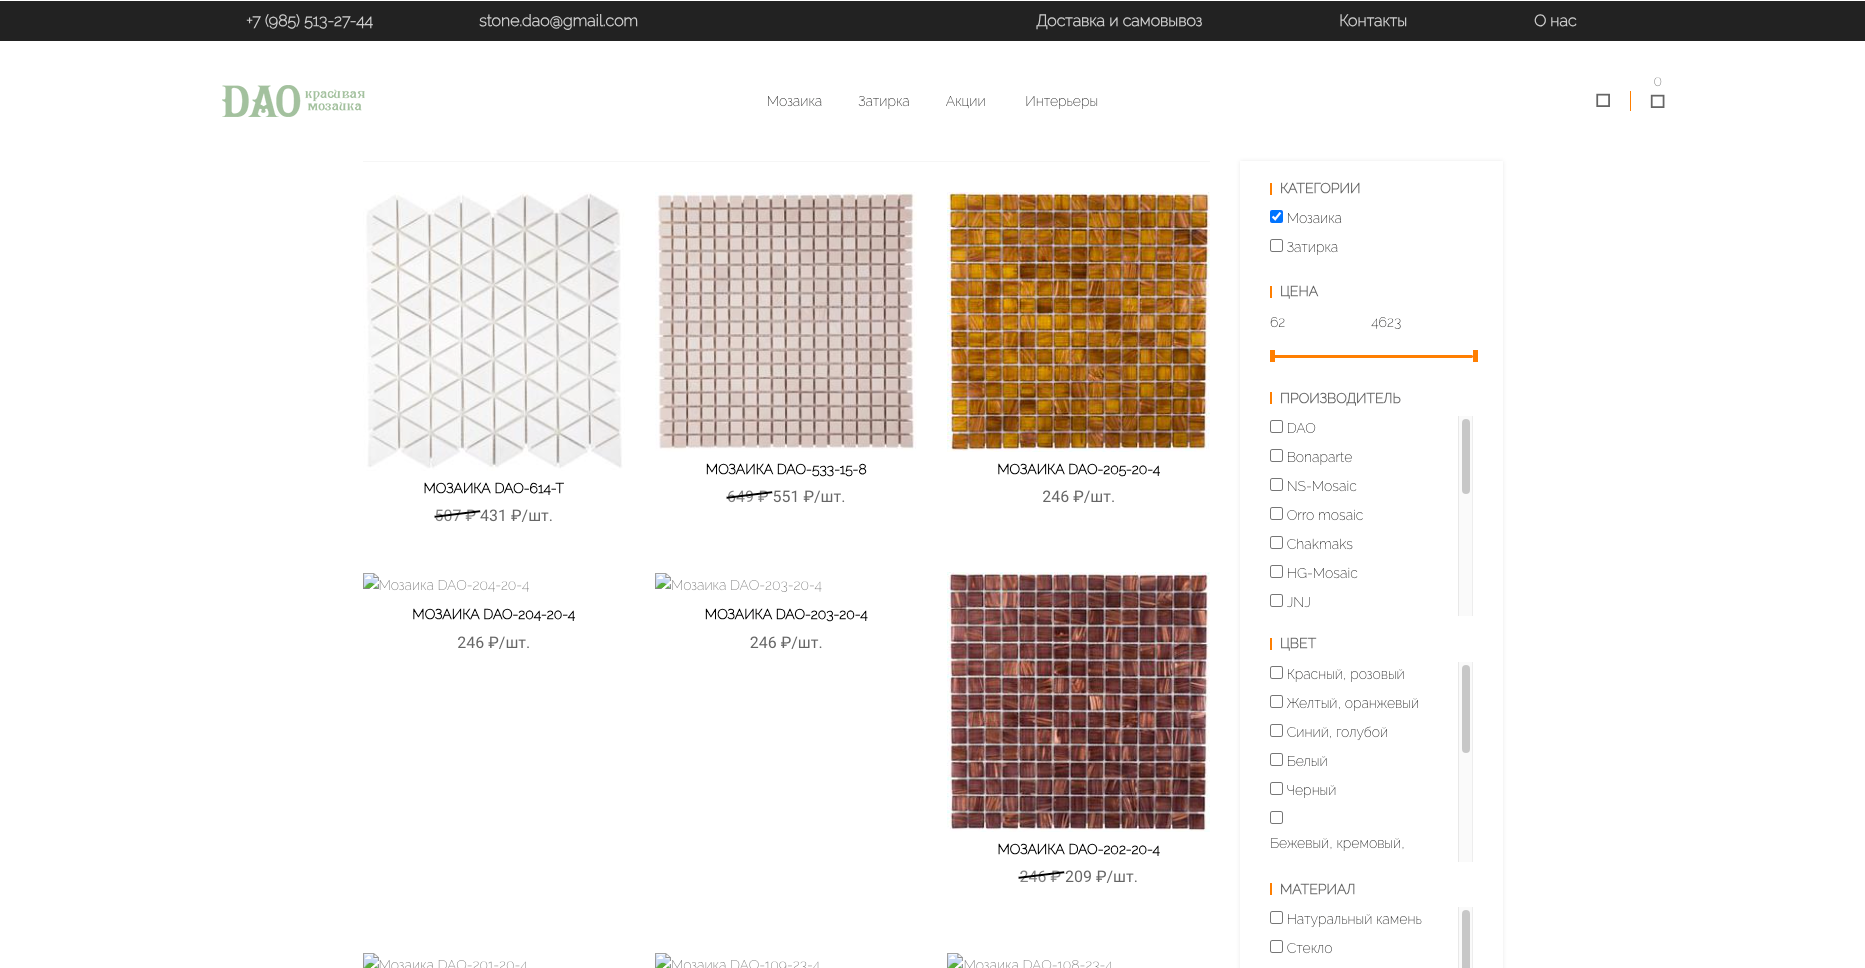 +7 (985) 513-27-44
stone.dao@gmail.com
Доставка и самовывоз
Контакты
О нас
DAO красивая
мозаика
Мозаика
Затирка
Акции
Интерьеры
0
МОЗАИКА DAO-614-T
507 ₽ 431 ₽/шт.
МОЗАИКА DAO-533-15-8
649 ₽ 551 ₽/шт.
МОЗАИКА DAO-205-20-4
246 ₽/шт.
Мозаика DAO-204-20-4
МОЗАИКА DAO-204-20-4
246 ₽/шт.
Мозаика DAO-203-20-4
МОЗАИКА DAO-203-20-4
246 ₽/шт.
МОЗАИКА DAO-202-20-4
246 ₽ 209 ₽/шт.
Мозаика DAO-201-20-4
Мозаика DAO-109-23-4
Мозаика DAO-108-23-4
КАТЕГОРИИ
Мозаика
Затирка
ЦЕНА
62
4623
ПРОИЗВОДИТЕЛЬ
DAO
Bonaparte
NS-Mosaic
Orro mosaic
Chakmaks
HG-Mosaic
JNJ
ЦВЕТ
Красный, розовый
Желтый, оранжевый
Синий, голубой
Белый
Черный
Бежевый, кремовый,
МАТЕРИАЛ
Натуральный камень
Стекло